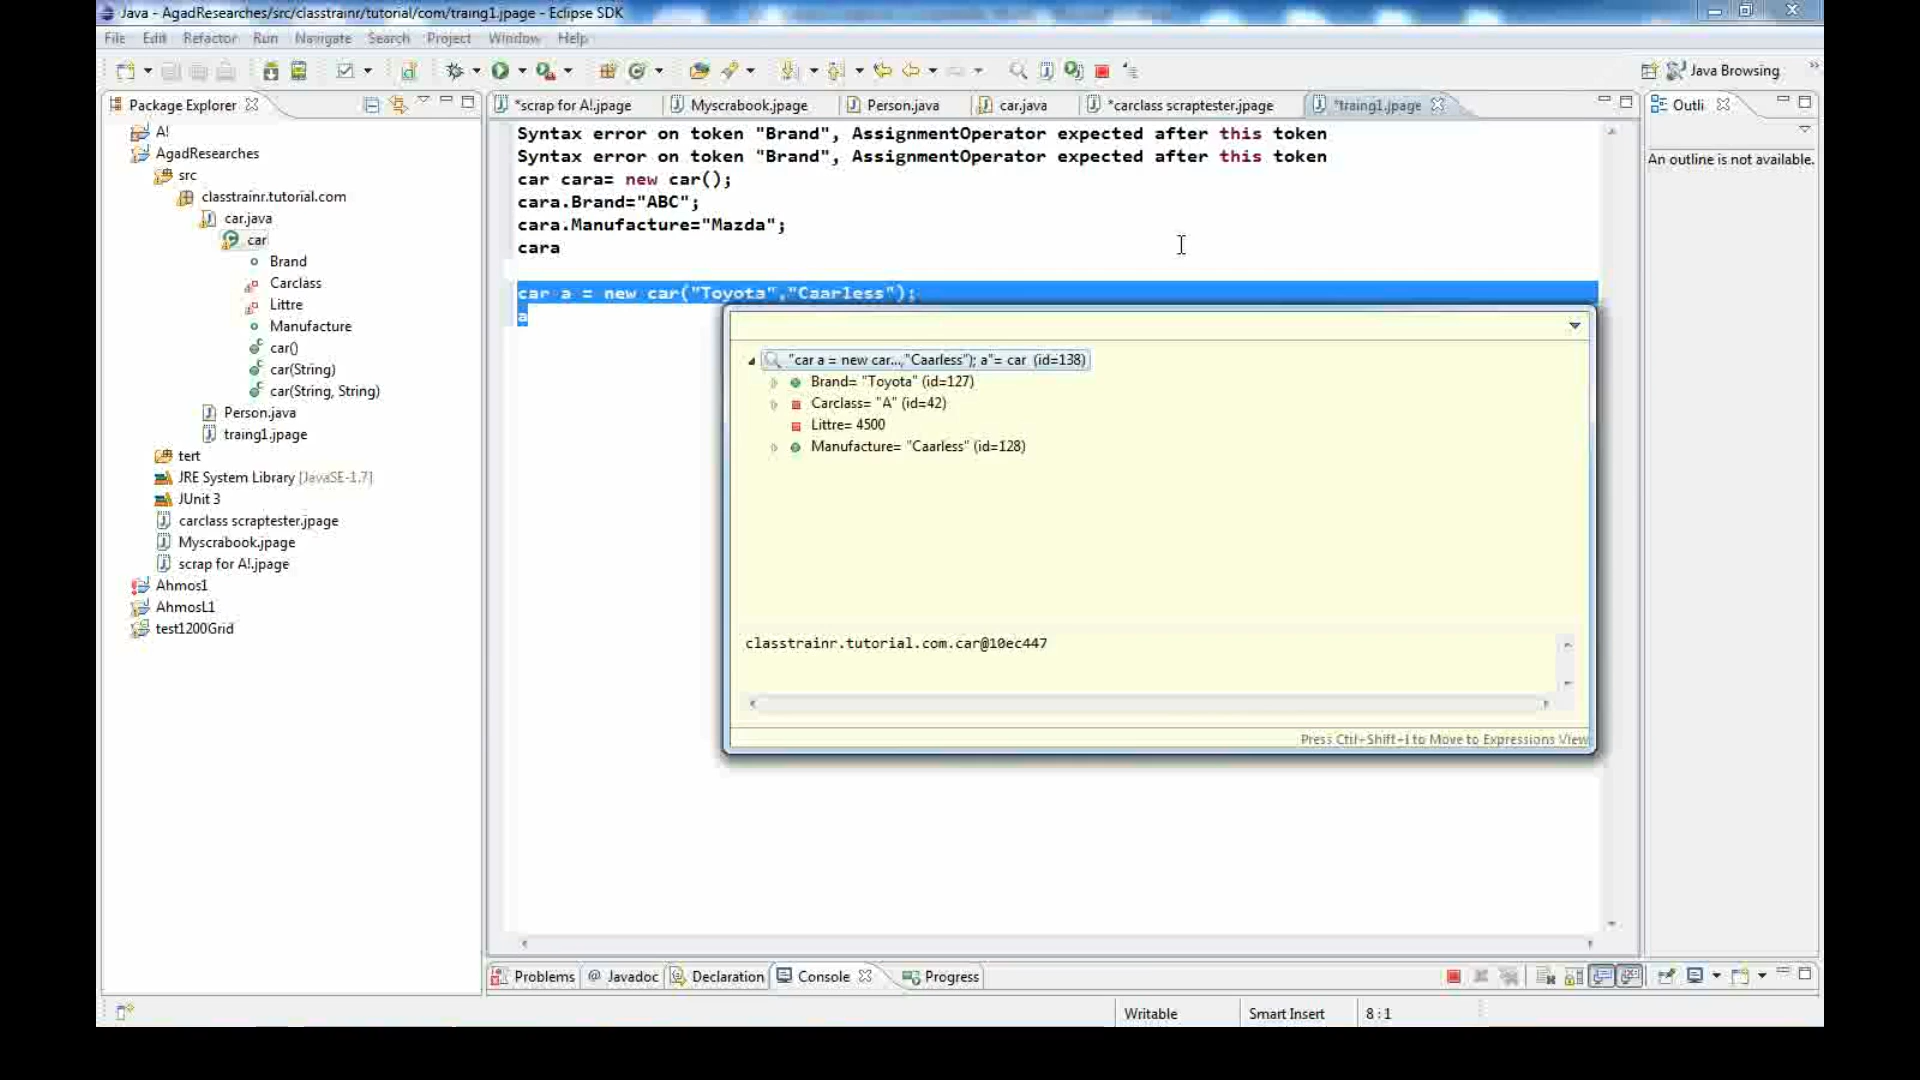 Java - AgadResearches/src/classtrainr/tutorial/com/traing1.jpage - Eclipse SDK
File Edit Refactor Run Navigate Search Project Window Help
Java Browsing
Package Explorer
*scrap for A!.jpage
Myscrabook.jpage
Person.java
car.java
*carclass scraptester.jpage
*traing1.jpage
Outli
A!
AgadResearches
src
classtrainr.tutorial.com
car.java
car
Brand
Carclass
Littre
Manufacture
car()
car(String)
car(String, String)
Person.java
traing1.jpage
tert
JRE System Library [JavaSE-1.7]
JUnit 3
carclass scraptester.jpage
Myscrabook.jpage
scrap for A!.jpage
Ahmos1
AhmosL1
test1200Grid
Syntax error on token "Brand", AssignmentOperator expected after this token
Syntax error on token "Brand", AssignmentOperator expected after this token
car cara= new car();
cara.Brand="ABC";
cara.Manufacture="Mazda";
cara
car a = new car("Toyota","Caarless");
a
"car a = new car...,"Caarless"); a"= car (id=138)
Brand= "Toyota" (id=127)
Carclass= "A" (id=42)
Littre= 4500
Manufacture= "Caarless" (id=128)
classtrainr.tutorial.com.car@10ec447
Press Ctrl+Shift+I to Move to Expressions View
An outline is not available.
Problems
@ Javadoc
Declaration
Console
Progress
Writable
Smart Insert
8 : 1